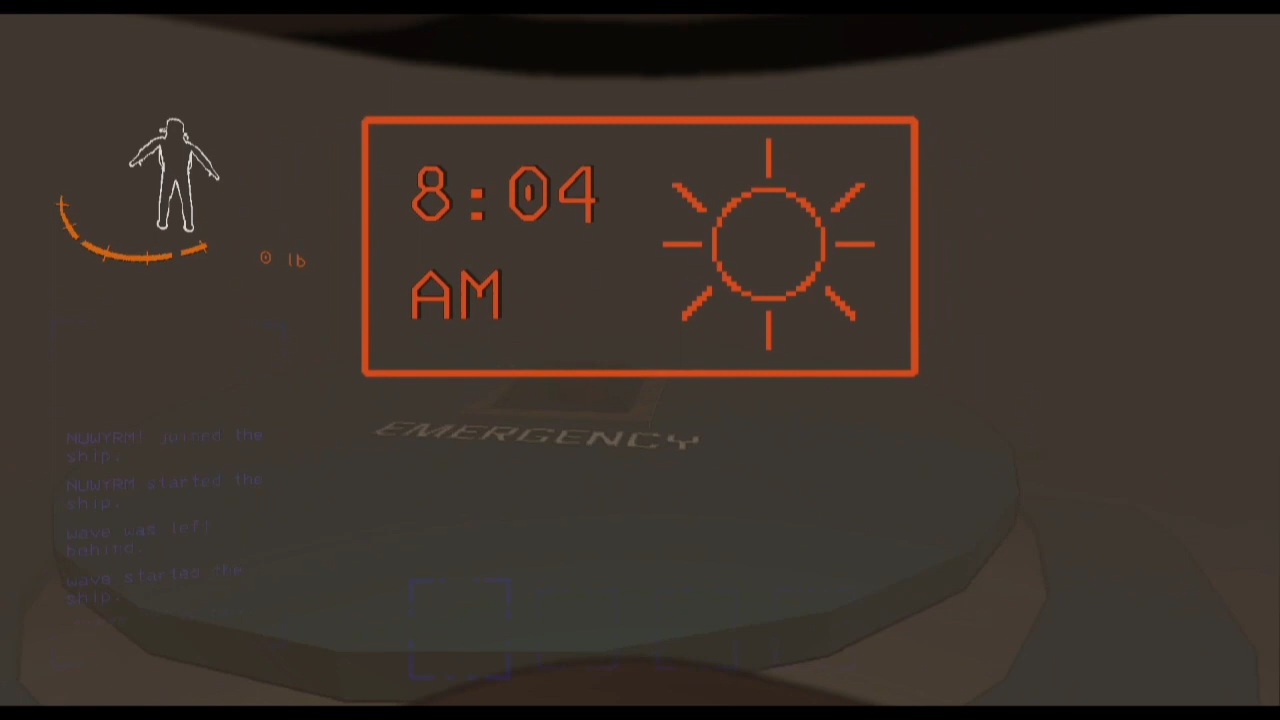 8:04
AM
0 lb
EMERGENCY
NUWYRM! joined the
ship.
NUWYRM started the
ship.
wave was left
behind.
wave started the
ship.